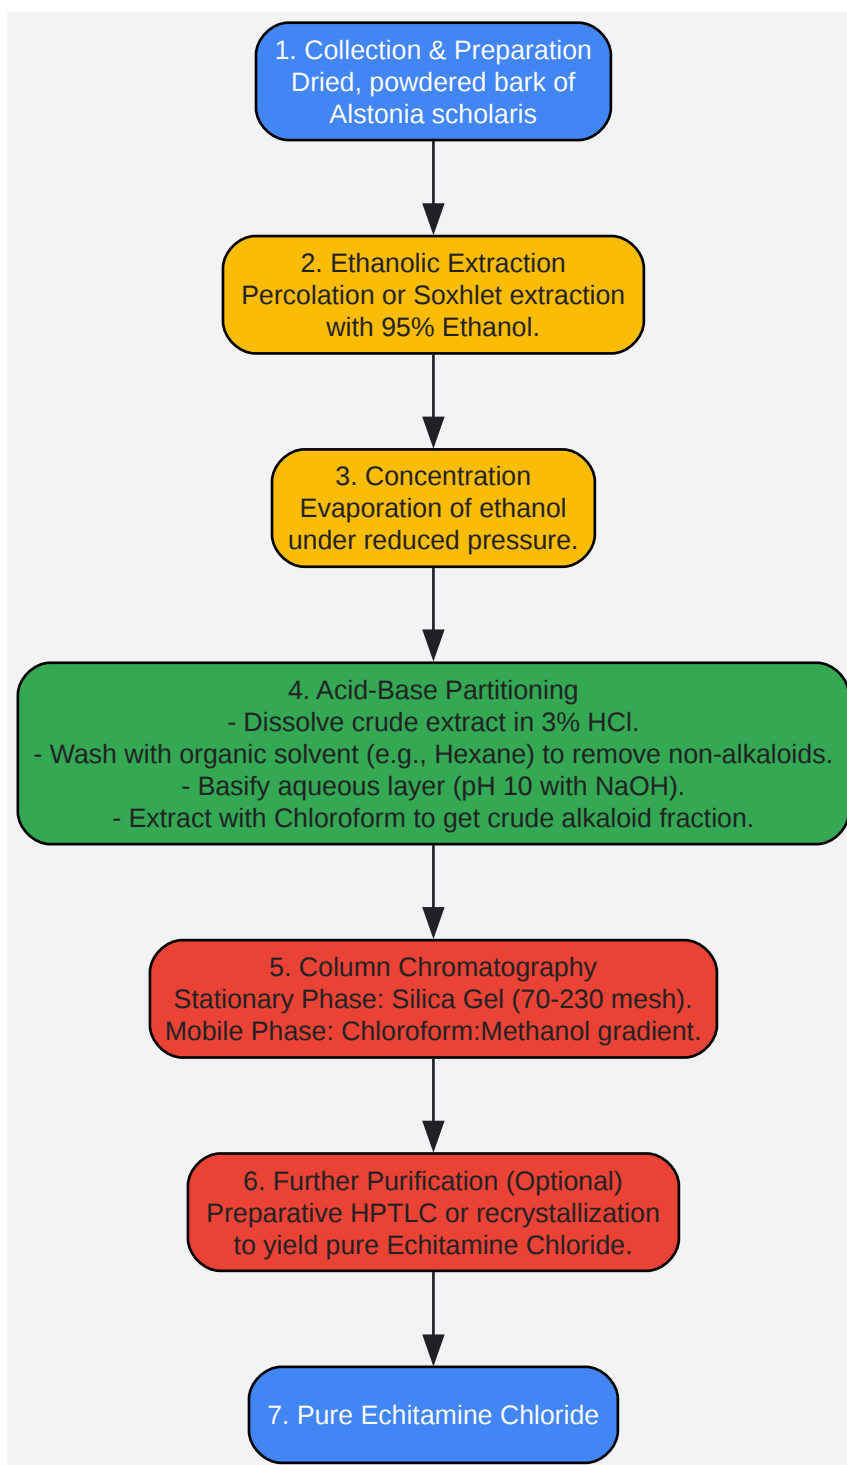 1. Collection & Preparation
Dried, powdered bark of
Alstonia scholaris
2. Ethanolic Extraction
Percolation or Soxhlet extraction
with 95% Ethanol.
3. Concentration
Evaporation of ethanol
under reduced pressure.
4. Acid-Base Partitioning
- Dissolve crude extract in 3% HCl.
- Wash with organic solvent (e.g., Hexane) to remove non-alkaloids.
- Basify aqueous layer (pH 10 with NaOH).
- Extract with Chloroform to get crude alkaloid fraction.
5. Column Chromatography
Stationary Phase: Silica Gel (70-230 mesh).
Mobile Phase: Chloroform:Methanol gradient.
6. Further Purification (Optional)
Preparative HPTLC or recrystallization
to yield pure Echitamine Chloride.
7. Pure Echitamine Chloride